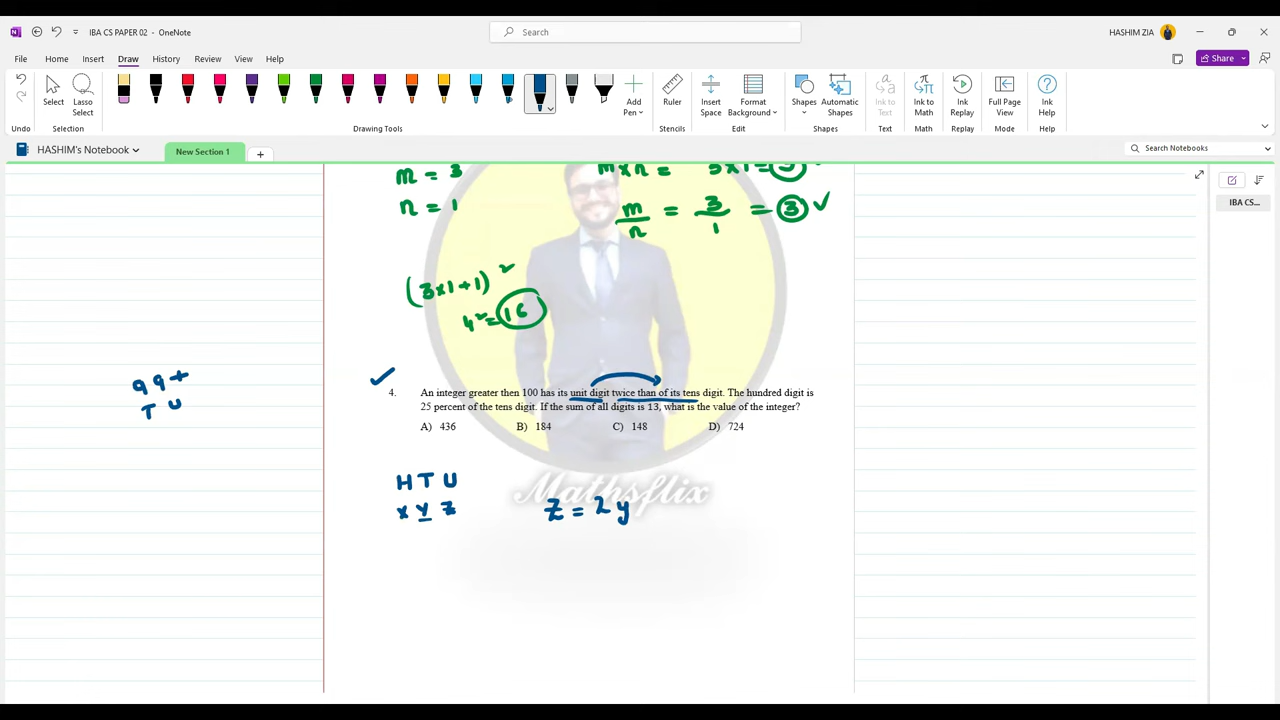 IBA CS PAPER 02 - OneNote
Search
HASHIM ZIA
File Home Insert Draw History Review View Help
Share
Select
Lasso Select
Add Pen
Ruler
Insert Space
Format Background
Shapes
Automatic Shapes
Ink to Text
Ink to Math
Ink Replay
Full Page View
Ink Help
Undo
Selection
Drawing Tools
Stencils
Edit
Shapes
Text
Math
Replay
Mode
Help
HASHIM's Notebook
New Section 1
+
Search Notebooks
IBA CS...
m = 3
n = 1
m/n = 3/1 = 3
(3x1+1)²
4² = 16
99+
T U
4. An integer greater then 100 has its unit digit twice than of its tens digit. The hundred digit is
25 percent of the tens digit. If the sum of all digits is 13, what is the value of the integer?
A) 436 B) 184 C) 148 D) 724
H T U
x y z
z = 2y
Mathsflix